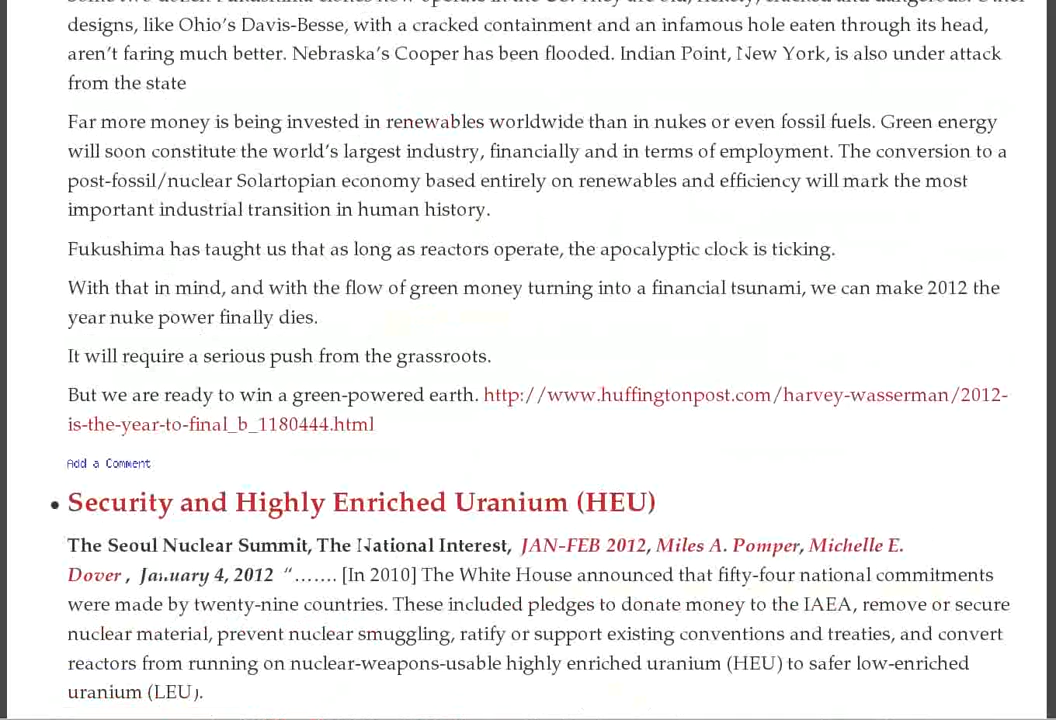 designs, like Ohio's Davis-Besse, with a cracked containment and an infamous hole eaten through its head,
aren't faring much better. Nebraska's Cooper has been flooded. Indian Point, New York, is also under attack
from the state
Far more money is being invested in renewables worldwide than in nukes or even fossil fuels. Green energy
will soon constitute the world's largest industry, financially and in terms of employment. The conversion to a
post-fossil/nuclear Solartopian economy based entirely on renewables and efficiency will mark the most
important industrial transition in human history.
Fukushima has taught us that as long as reactors operate, the apocalyptic clock is ticking.
With that in mind, and with the flow of green money turning into a financial tsunami, we can make 2012 the
year nuke power finally dies.
It will require a serious push from the grassroots.
But we are ready to win a green-powered earth. http://www.huffingtonpost.com/harvey-wasserman/2012-
is-the-year-to-final_b_1180444.html
Add a Comment
• Security and Highly Enriched Uranium (HEU)
The Seoul Nuclear Summit, The National Interest, JAN-FEB 2012, Miles A. Pomper, Michelle E.
Dover , January 4, 2012 “……. [In 2010] The White House announced that fifty-four national commitments
were made by twenty-nine countries. These included pledges to donate money to the IAEA, remove or secure
nuclear material, prevent nuclear smuggling, ratify or support existing conventions and treaties, and convert
reactors from running on nuclear-weapons-usable highly enriched uranium (HEU) to safer low-enriched
uranium (LEU).